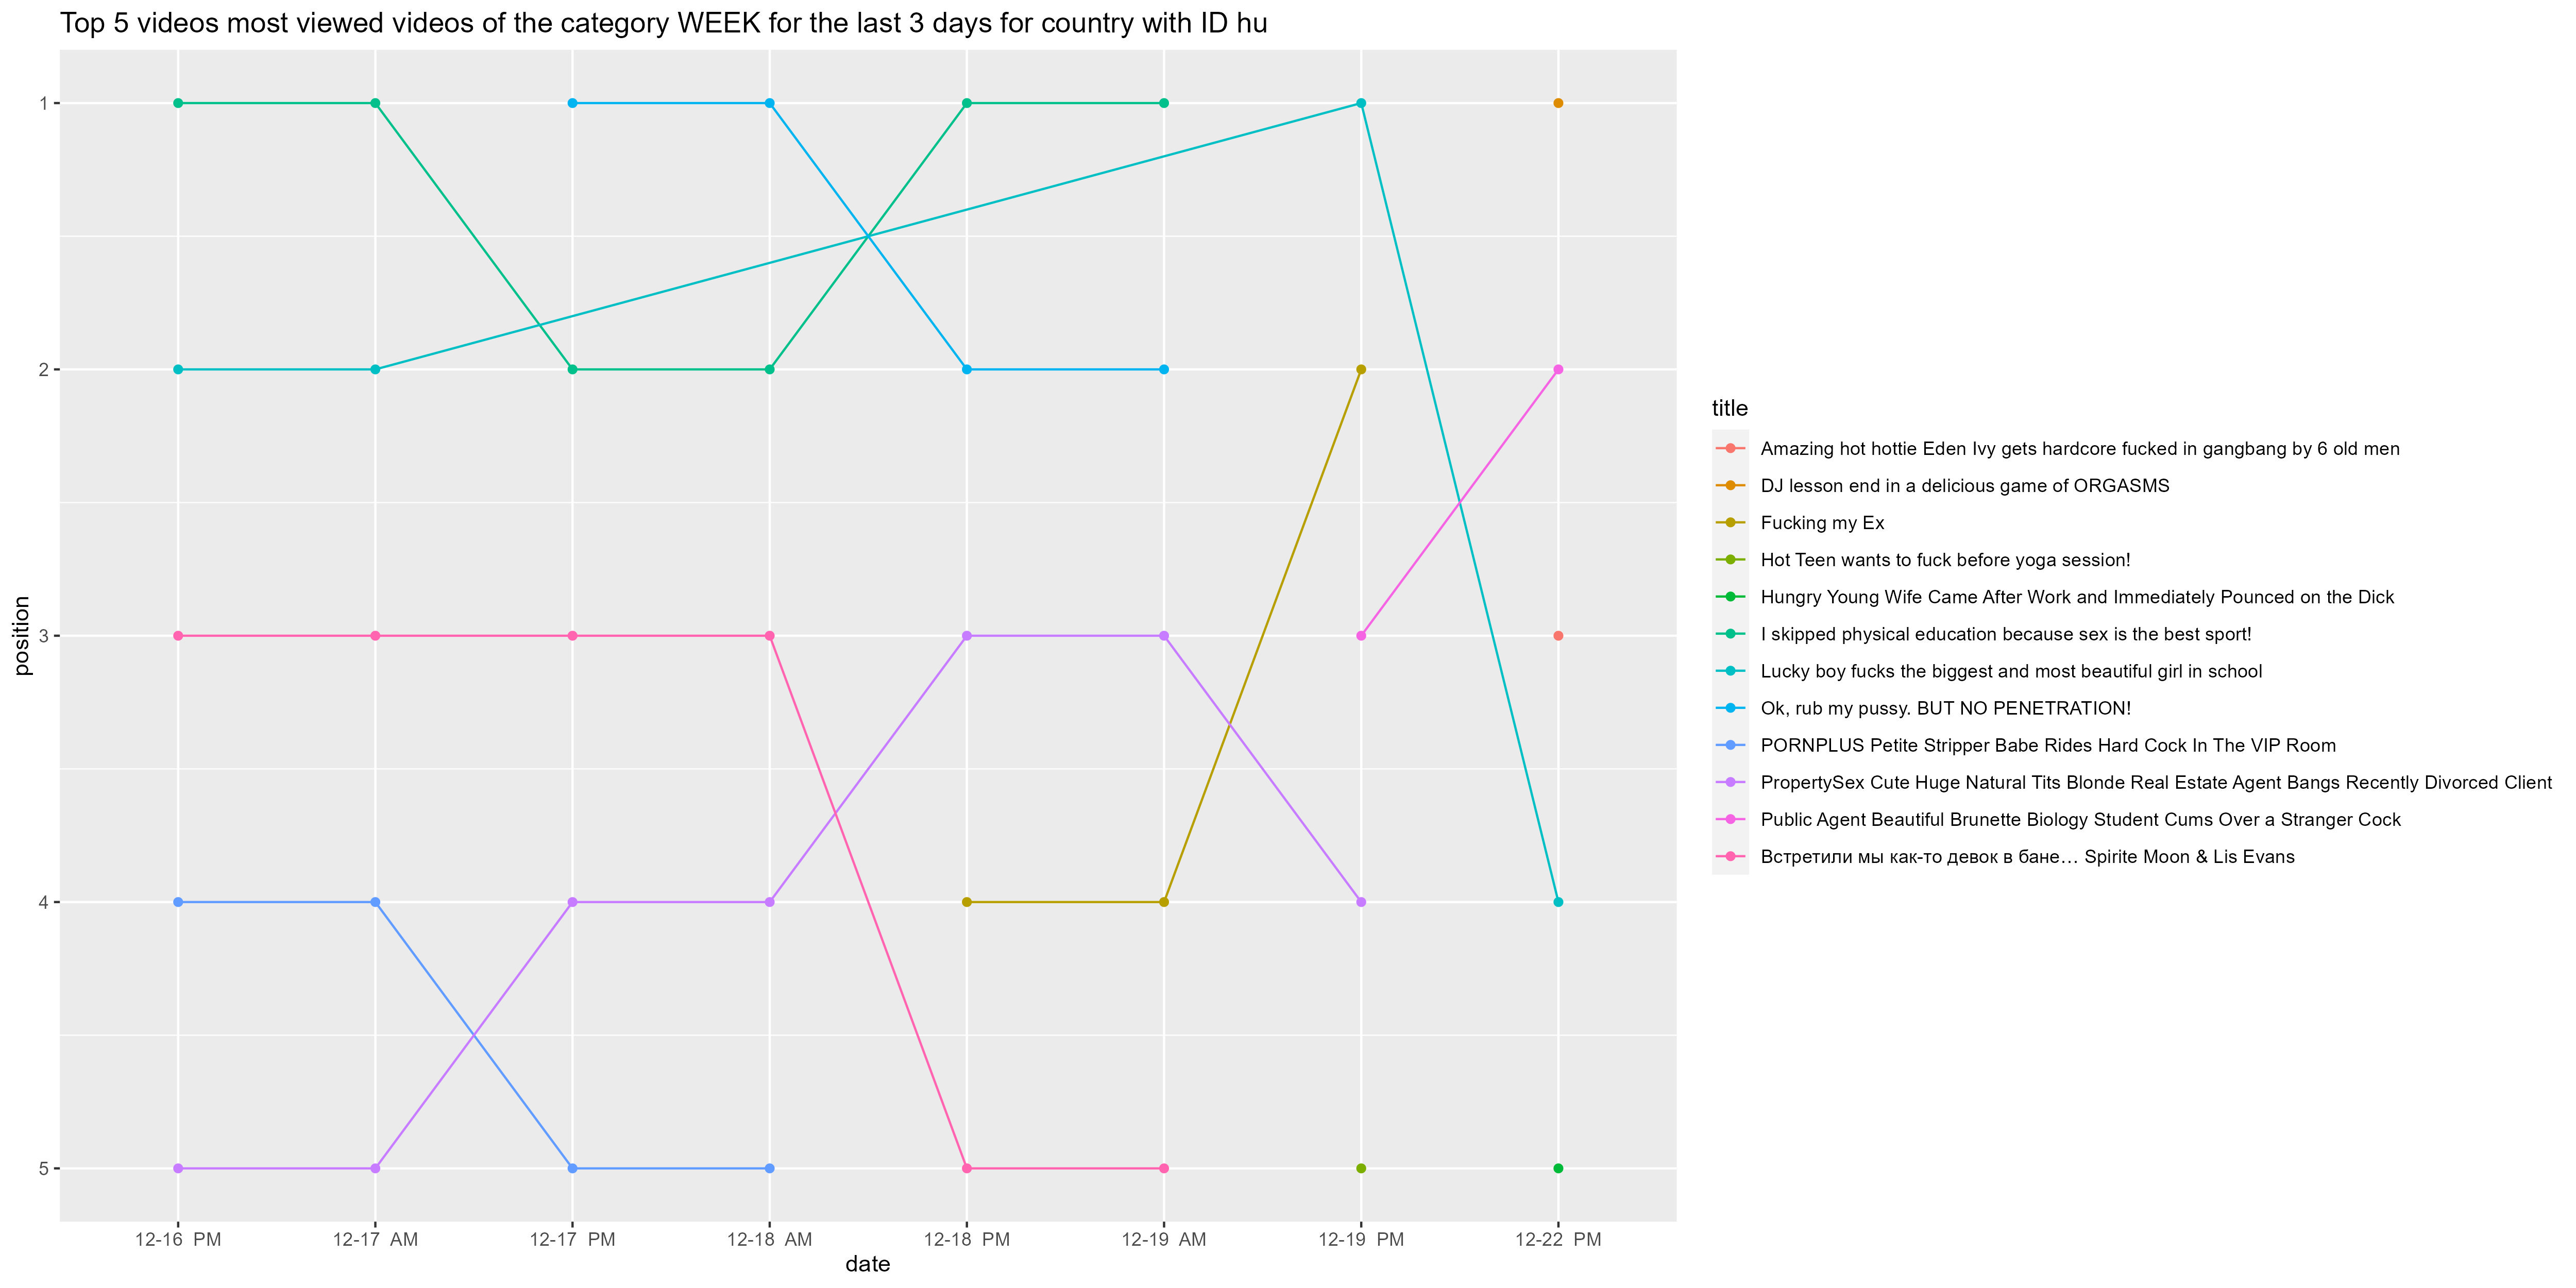 Top 5 videos most viewed videos of the category WEEK for the last 3 days for country with ID hu
position
1
2
3
4
5
12-16 PM
12-17 AM
12-17 PM
12-18 AM
12-18 PM
12-19 AM
12-19 PM
12-22 PM
date
title
Amazing hot hottie Eden Ivy gets hardcore fucked in gangbang by 6 old men
DJ lesson end in a delicious game of ORGASMS
Fucking my Ex
Hot Teen wants to fuck before yoga session!
Hungry Young Wife Came After Work and Immediately Pounced on the Dick
I skipped physical education because sex is the best sport!
Lucky boy fucks the biggest and most beautiful girl in school
Ok, rub my pussy. BUT NO PENETRATION!
PORNPLUS Petite Stripper Babe Rides Hard Cock In The VIP Room
PropertySex Cute Huge Natural Tits Blonde Real Estate Agent Bangs Recently Divorced Client
Public Agent Beautiful Brunette Biology Student Cums Over a Stranger Cock
Встретили мы как-то девок в бане… Spirite Moon & Lis Evans